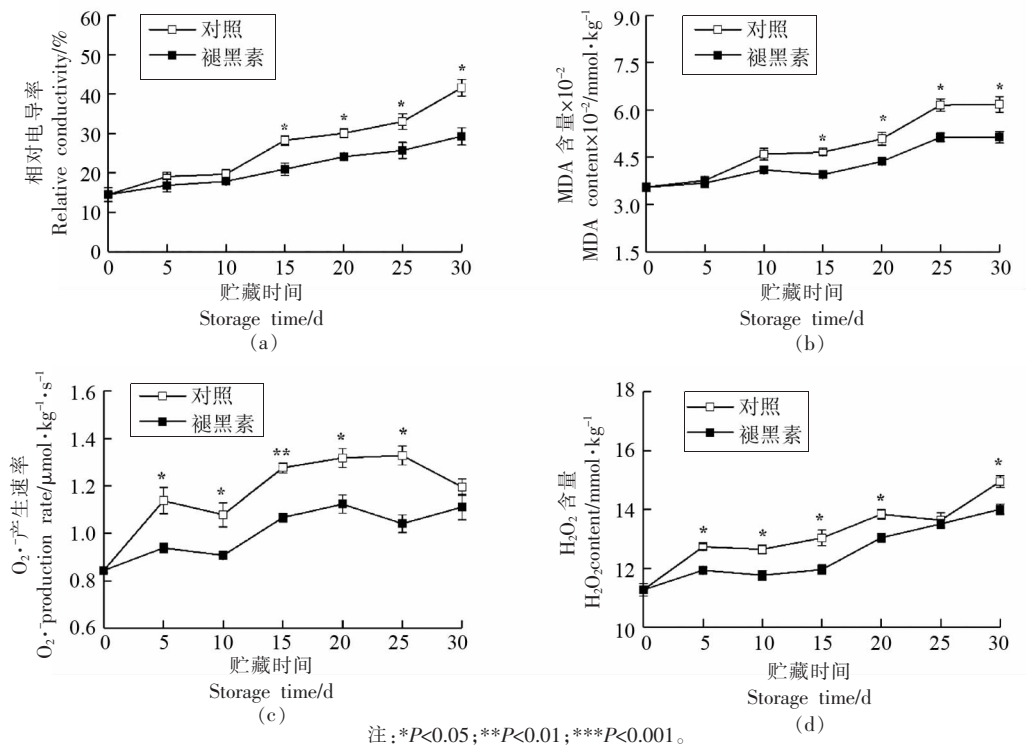 60
50
40
30
20
10
0
对照
褪黑素
*
*
*
*
相对电导率/%
Relative conductivity/%
0 5 10 15 20 25 30
贮藏时间
Storage time/d
(a)
9.0
7.5
6.0
4.5
3.0
1.5
对照
褪黑素
*
*
*
*
MDA 含量×10⁻²
MDA content×10⁻²/mmol·kg⁻¹
0 5 10 15 20 25 30
贮藏时间
Storage time/d
(b)
1.6
1.4
1.2
1.0
0.8
0.6
对照
褪黑素
*
*
**
*
*
O₂·⁻产生速率
O₂·⁻production rate/μmol·kg⁻¹·s⁻¹
0 5 10 15 20 25 30
贮藏时间
Storage time/d
(c)
18
16
14
12
10
对照
褪黑素
*
*
*
*
*
H₂O₂ 含量
H₂O₂content/mmol·kg⁻¹
0 5 10 15 20 25 30
贮藏时间
Storage time/d
(d)
注:*P<0.05;**P<0.01;***P<0.001。